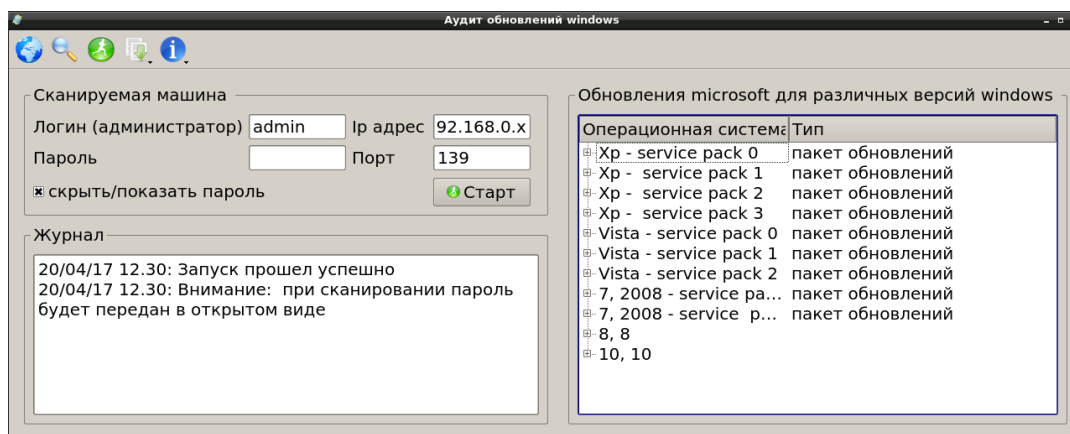 Аудит обновлений windows
Сканируемая машина
Логин (администратор) admin Ip адрес 92.168.0.x
Пароль Порт 139
скрыть/показать пароль Старт
Журнал
20/04/17 12.30: Запуск прошел успешно
20/04/17 12.30: Внимание: при сканировании пароль
будет передан в открытом виде
Обновления microsoft для различных версий windows
Операционная система Тип
Xp - service pack 0 пакет обновлений
Xp - service pack 1 пакет обновлений
Xp - service pack 2 пакет обновлений
Xp - service pack 3 пакет обновлений
Vista - service pack 0 пакет обновлений
Vista - service pack 1 пакет обновлений
Vista - service pack 2 пакет обновлений
7, 2008 - service pa... пакет обновлений
7, 2008 - service p... пакет обновлений
8, 8
10, 10